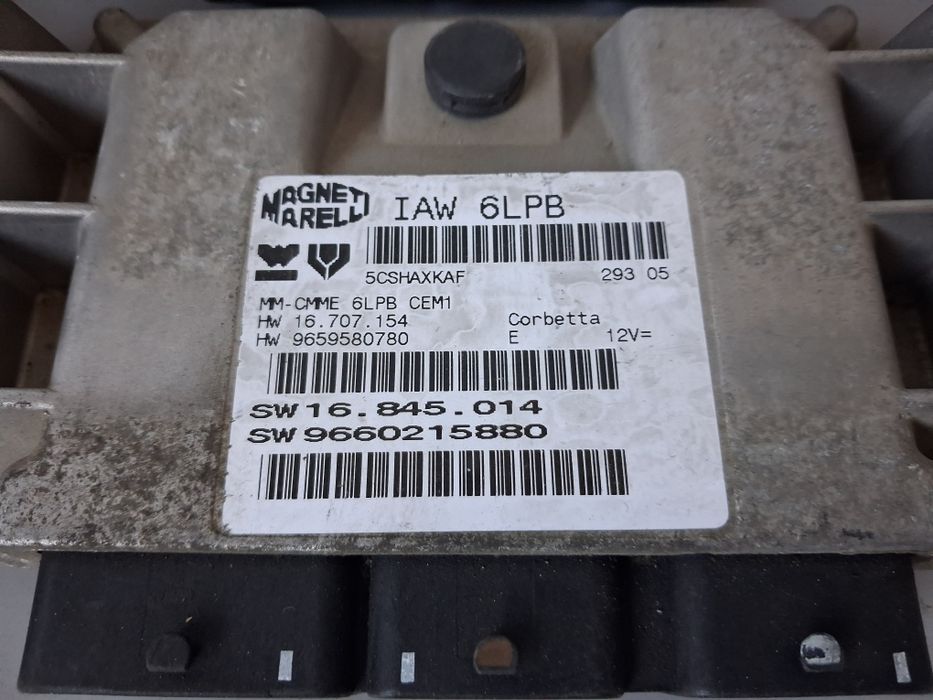 MAGNETI
MARELLI
IAW 6LPB
5CSHAXKAF 293 05
MM-CMME 6LPB CEM1
HW 16.707.154 Corbetta
HW 9659580780 E 12V=
SW 16.845.014
SW 9660215880